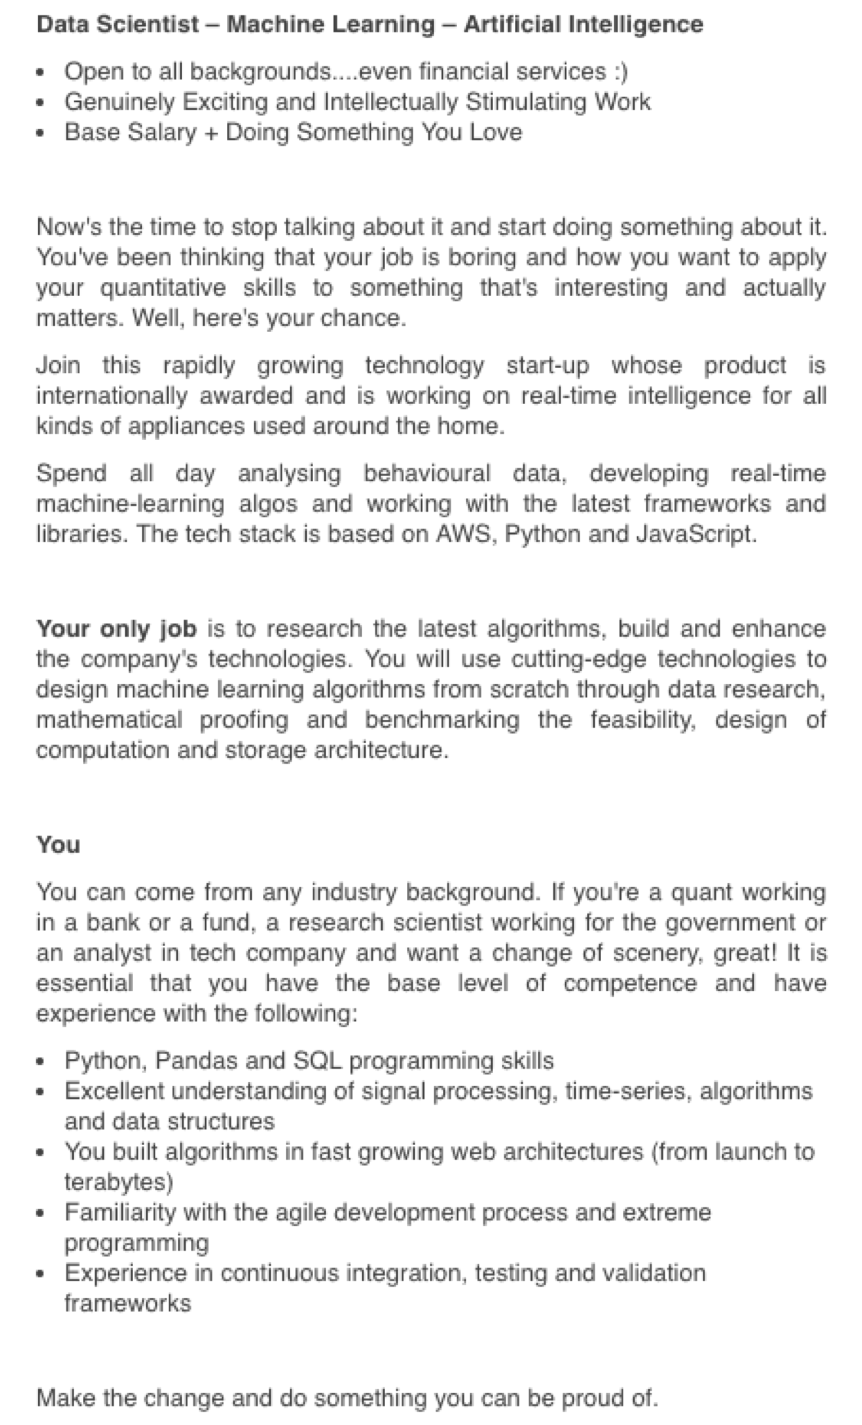 Data Scientist – Machine Learning – Artificial Intelligence
• Open to all backgrounds....even financial services :)
• Genuinely Exciting and Intellectually Stimulating Work
• Base Salary + Doing Something You Love
Now's the time to stop talking about it and start doing something about it.
You've been thinking that your job is boring and how you want to apply
your quantitative skills to something that's interesting and actually
matters. Well, here's your chance.
Join this rapidly growing technology start-up whose product is
internationally awarded and is working on real-time intelligence for all
kinds of appliances used around the home.
Spend all day analysing behavioural data, developing real-time
machine-learning algos and working with the latest frameworks and
libraries. The tech stack is based on AWS, Python and JavaScript.
Your only job is to research the latest algorithms, build and enhance
the company's technologies. You will use cutting-edge technologies to
design machine learning algorithms from scratch through data research,
mathematical proofing and benchmarking the feasibility, design of
computation and storage architecture.
You
You can come from any industry background. If you're a quant working
in a bank or a fund, a research scientist working for the government or
an analyst in tech company and want a change of scenery, great! It is
essential that you have the base level of competence and have
experience with the following:
• Python, Pandas and SQL programming skills
• Excellent understanding of signal processing, time-series, algorithms
and data structures
• You built algorithms in fast growing web architectures (from launch to
terabytes)
• Familiarity with the agile development process and extreme
programming
• Experience in continuous integration, testing and validation
frameworks
Make the change and do something you can be proud of.